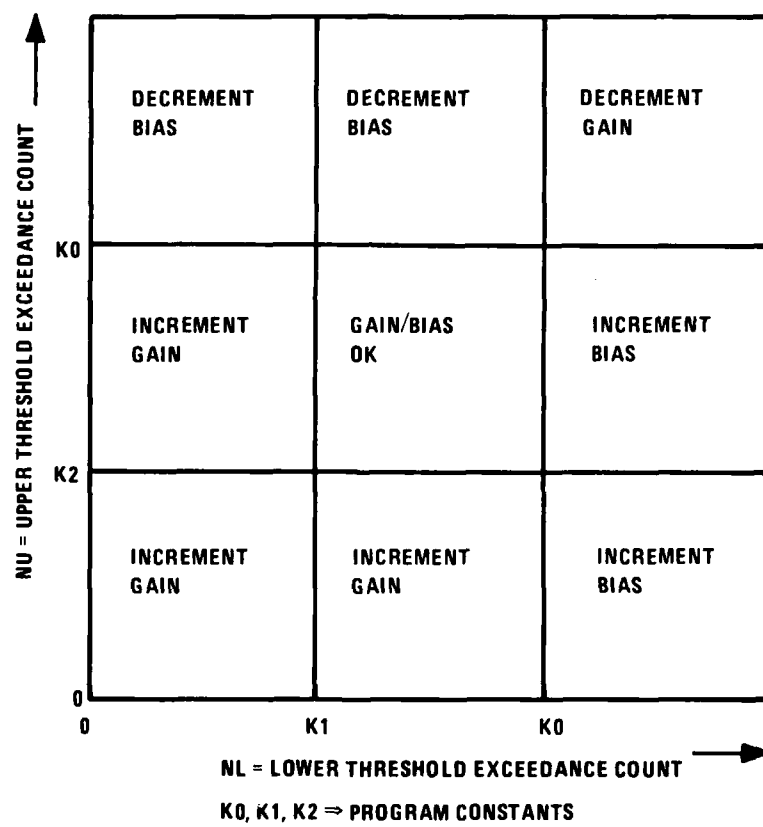 DECREMENT
BIAS
DECREMENT
BIAS
DECREMENT
GAIN
K0
INCREMENT
GAIN
GAIN/BIAS
OK
INCREMENT
BIAS
K2
INCREMENT
GAIN
INCREMENT
GAIN
INCREMENT
BIAS
0
0
K1
K0
NU = UPPER THRESHOLD EXCEEDANCE COUNT
NL = LOWER THRESHOLD EXCEEDANCE COUNT
K0, K1, K2 ⇒ PROGRAM CONSTANTS